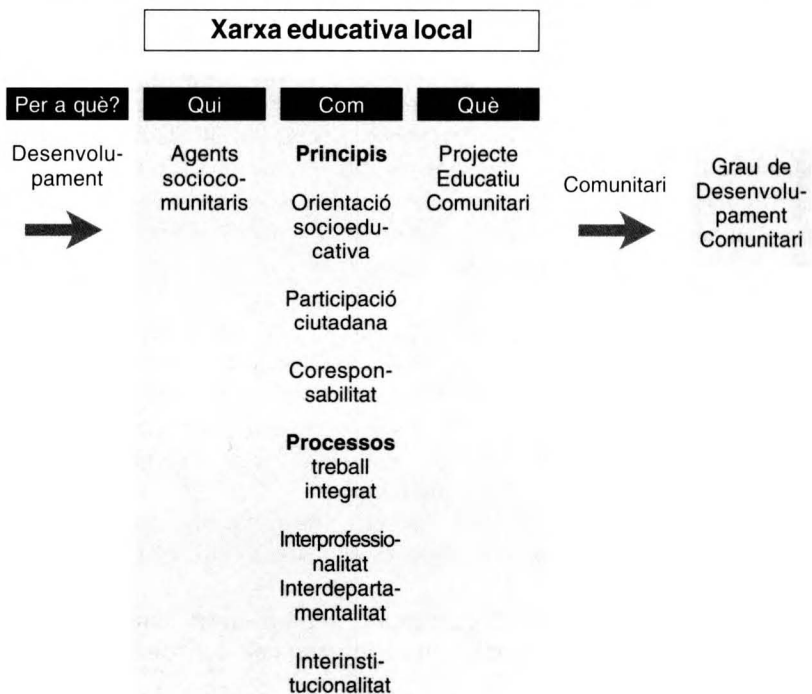 Xarxa educativa local
Per a què?
Desenvolu-
pament
Qui
Agents
socioco-
munitaris
Com
Principis
Orientació
socioedu-
cativa
Participació
ciutadana
Corespon-
sabilitat
Processos
treball
integrat
Interprofessio-
nalitat
Interdeparta-
mentalitat
Interinsti-
tucionalitat
Què
Projecte
Educatiu
Comunitari
Comunitari
Grau de
Desenvolu-
pament
Comunitari